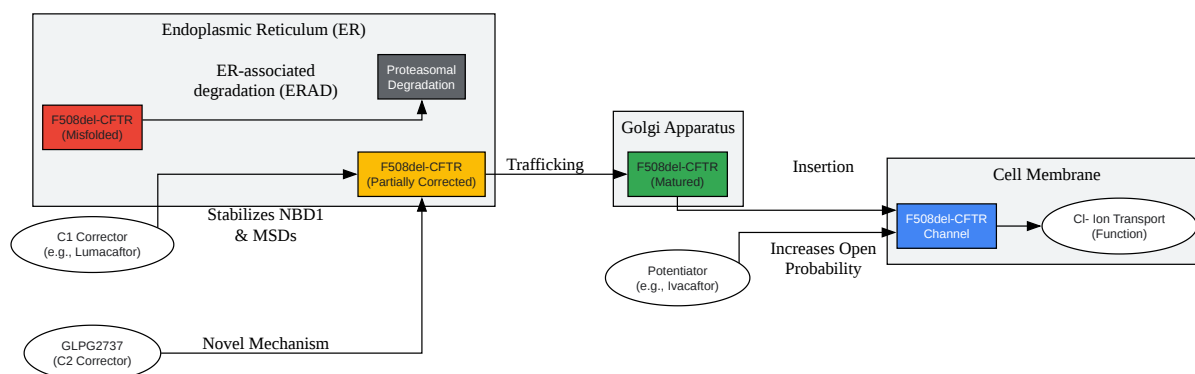 Endoplasmic Reticulum (ER)
ER-associated
degradation (ERAD)
Proteasomal
Degradation
F508del-CFTR
(Misfolded)
F508del-CFTR
(Partially Corrected)
Trafficking
Golgi Apparatus
F508del-CFTR
(Matured)
Insertion
Cell Membrane
F508del-CFTR
Channel
Cl- Ion Transport
(Function)
Stabilizes NBD1
& MSDs
C1 Corrector
(e.g., Lumacaftor)
Increases Open
Probability
Potentiator
(e.g., Ivacaftor)
GLPG2737
(C2 Corrector)
Novel Mechanism